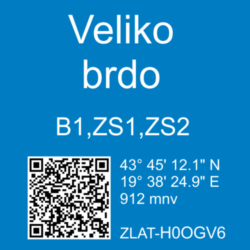 Veliko
brdo
B1,ZS1,ZS2
43° 45' 12.1" N
19° 38' 24.9" E
912 mnv
ZLAT-H0OGV6